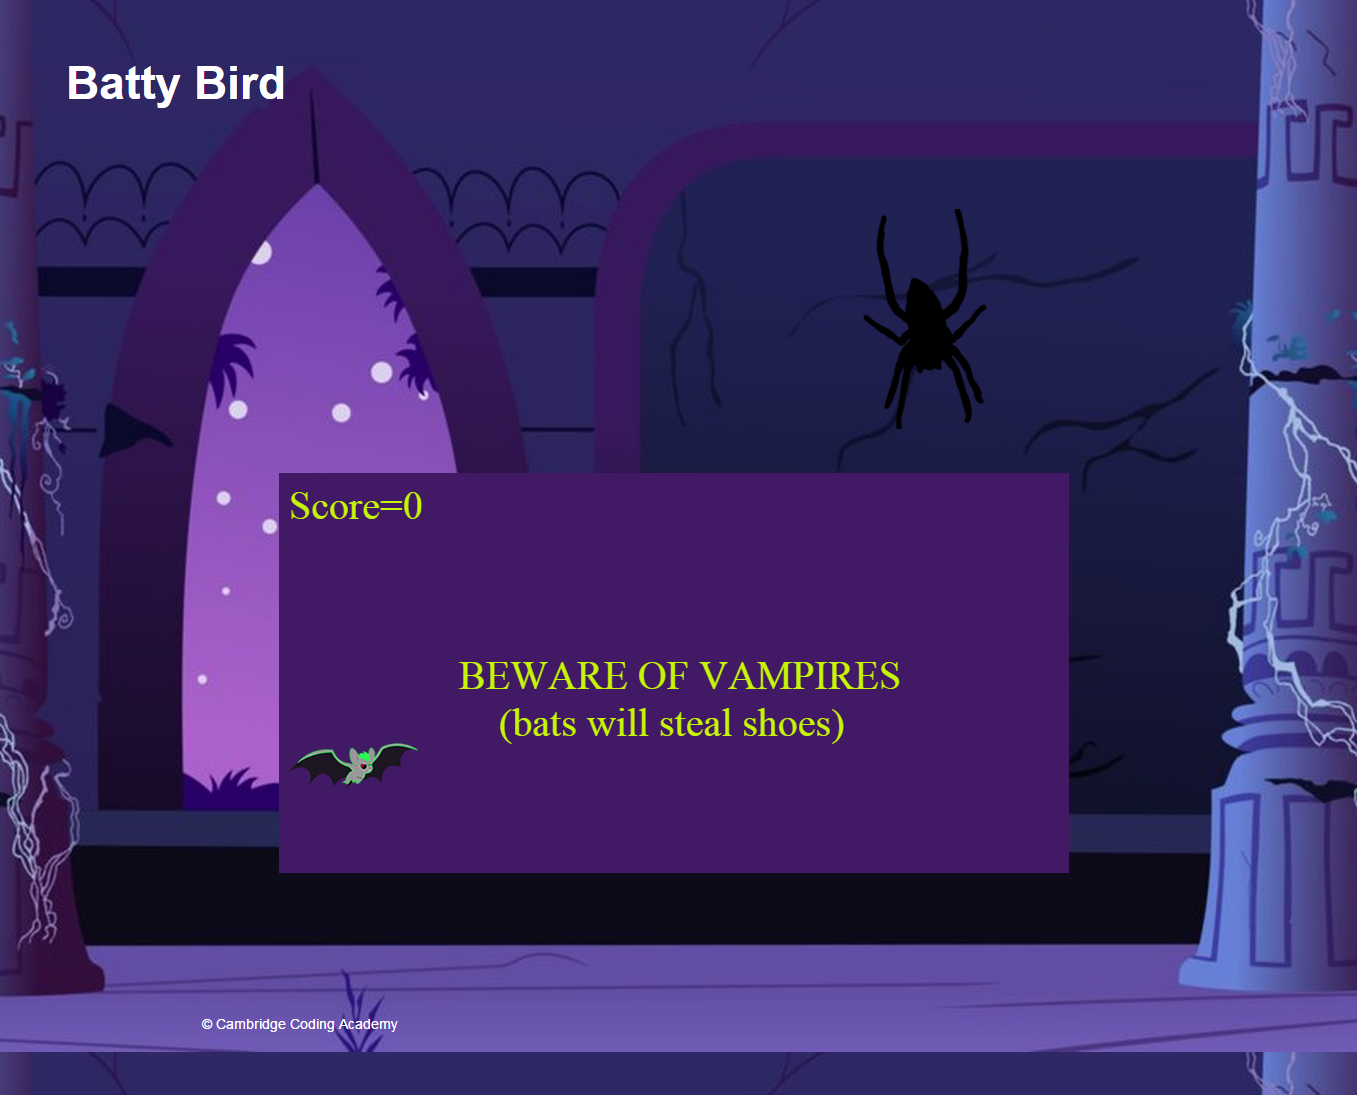 Batty Bird
Score=0
BEWARE OF VAMPIRES
(bats will steal shoes)
© Cambridge Coding Academy